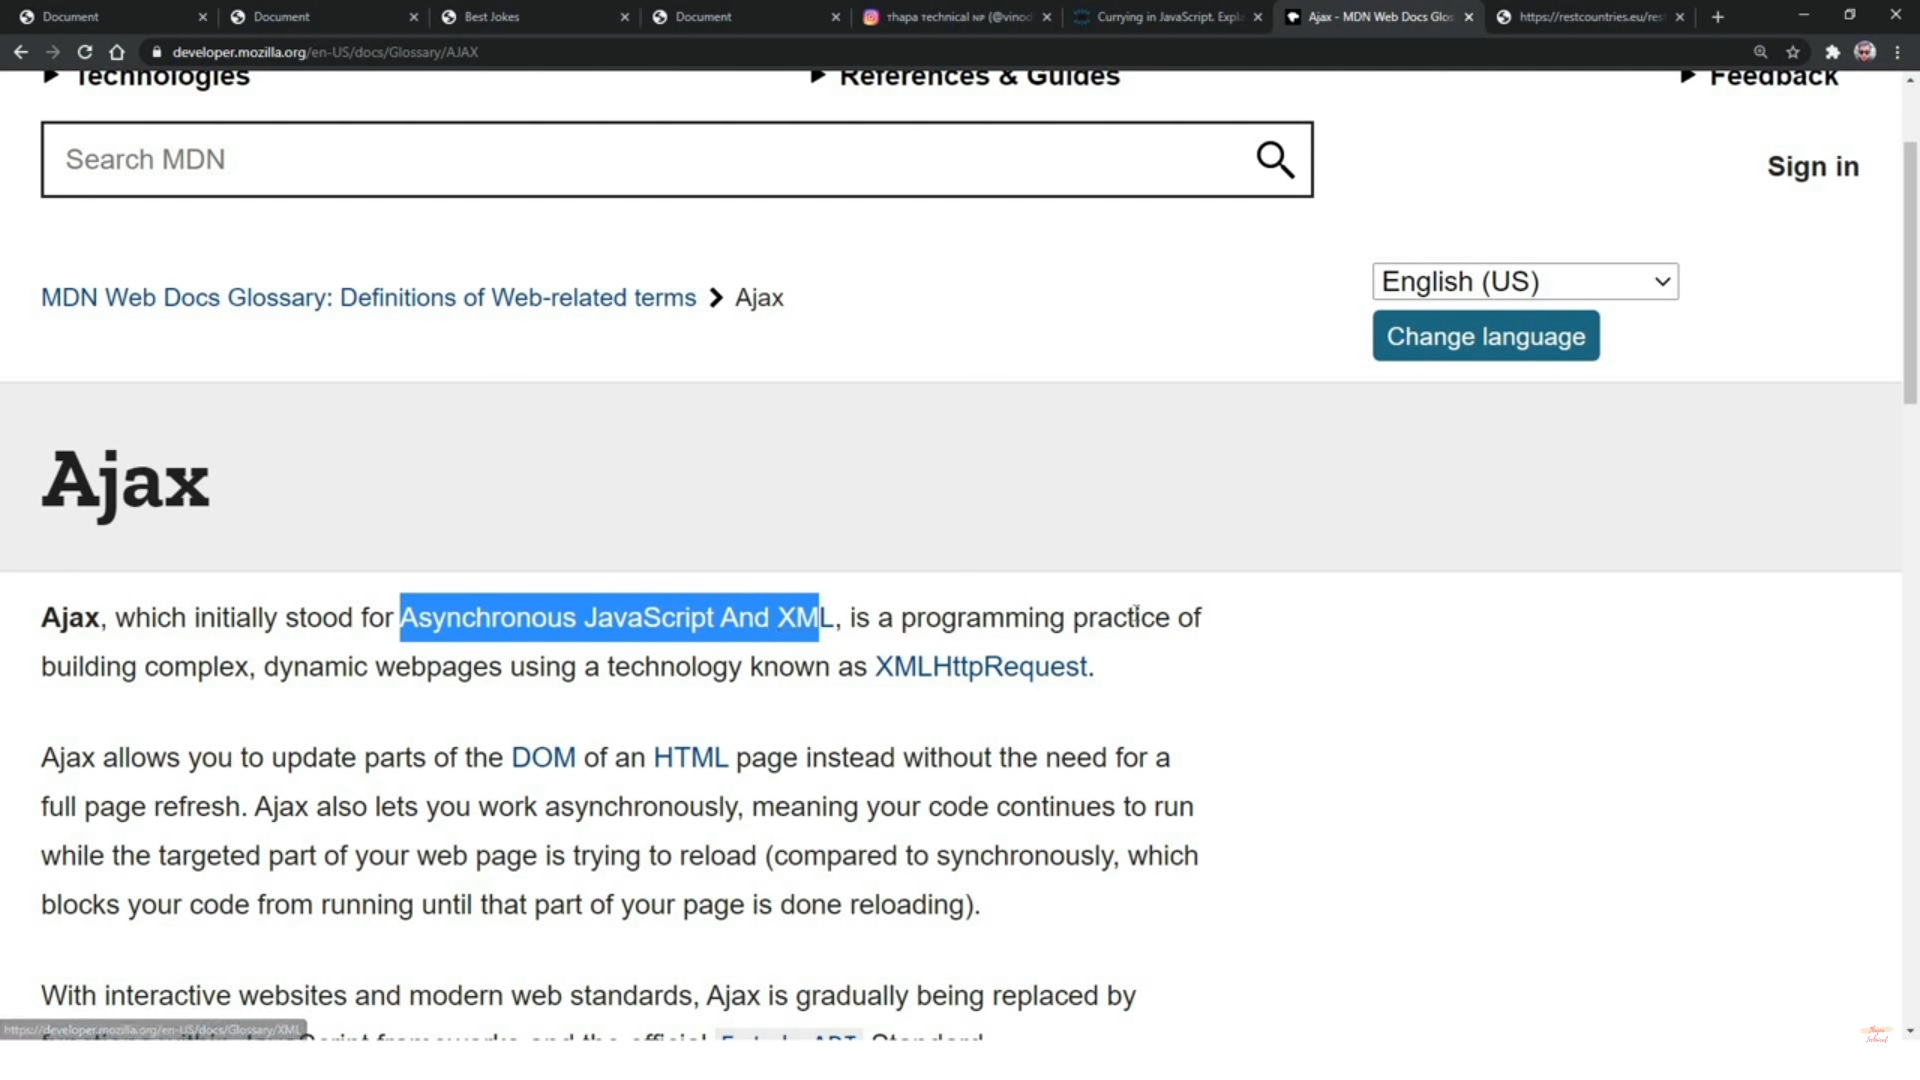 Document
Document
Best Jokes
Document
Thapa Technical NP (@vinod
Currying in JavaScript. Expl
Ajax - MDN Web Docs Glos
https://restcountries.eu/res
developer.mozilla.org/en-US/docs/Glossary/AJAX
Technologies
References & Guides
Feedback
Search MDN
Sign in
MDN Web Docs Glossary: Definitions of Web-related terms > Ajax
English (US)
Change language
Ajax
Ajax, which initially stood for Asynchronous JavaScript And XML, is a programming practice of
building complex, dynamic webpages using a technology known as XMLHttpRequest.
Ajax allows you to update parts of the DOM of an HTML page instead without the need for a
full page refresh. Ajax also lets you work asynchronously, meaning your code continues to run
while the targeted part of your web page is trying to reload (compared to synchronously, which
blocks your code from running until that part of your page is done reloading).
With interactive websites and modern web standards, Ajax is gradually being replaced by
https://developer.mozilla.org/en-US/docs/Glossary/XML